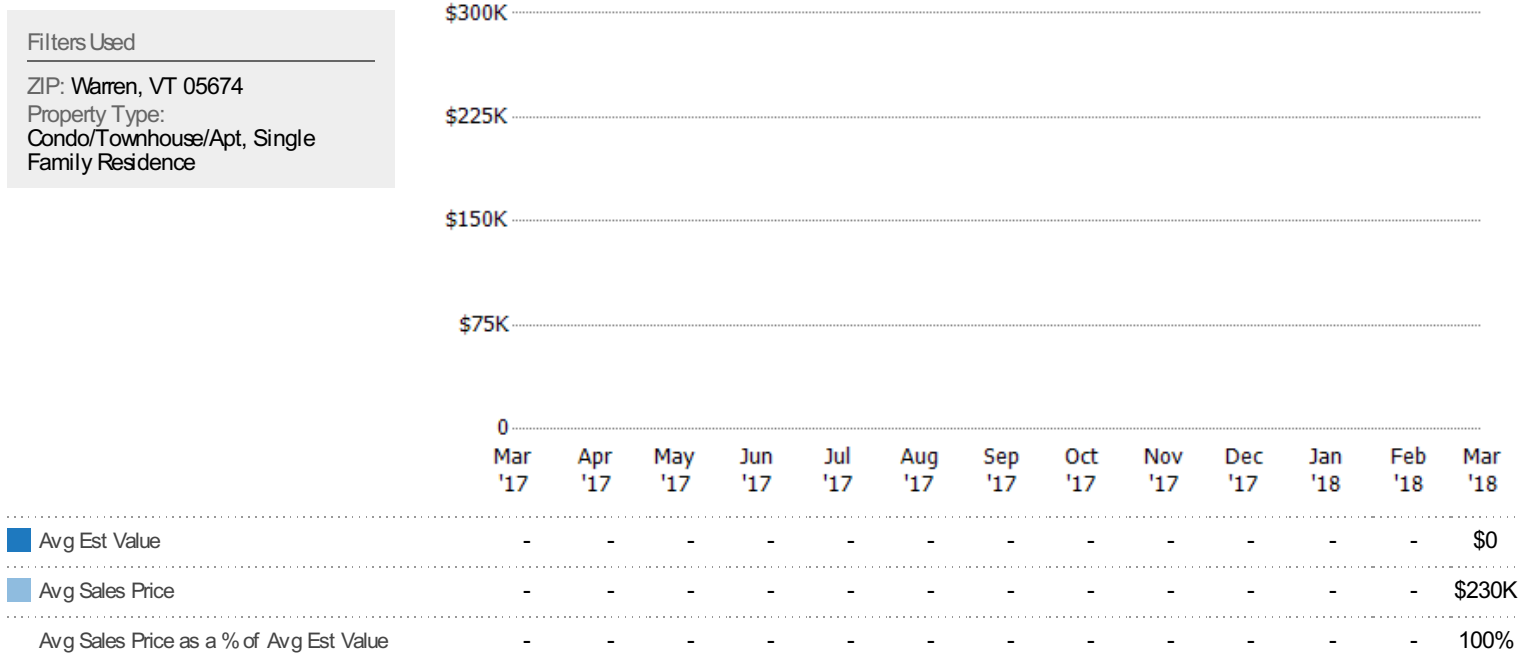 Filters Used
ZIP: Warren, VT 05674
Property Type:
Condo/Townhouse/Apt, Single
Family Residence
$300K
$225K
$150K
$75K
0
Mar Apr May Jun Jul Aug Sep Oct Nov Dec Jan Feb Mar
'17 '17 '17 '17 '17 '17 '17 '17 '17 '17 '18 '18 '18
Avg Est Value - - - - - - - - - - - - $0
Avg Sales Price - - - - - - - - - - - - $230K
Avg Sales Price as a % of Avg Est Value - - - - - - - - - - - - 100%